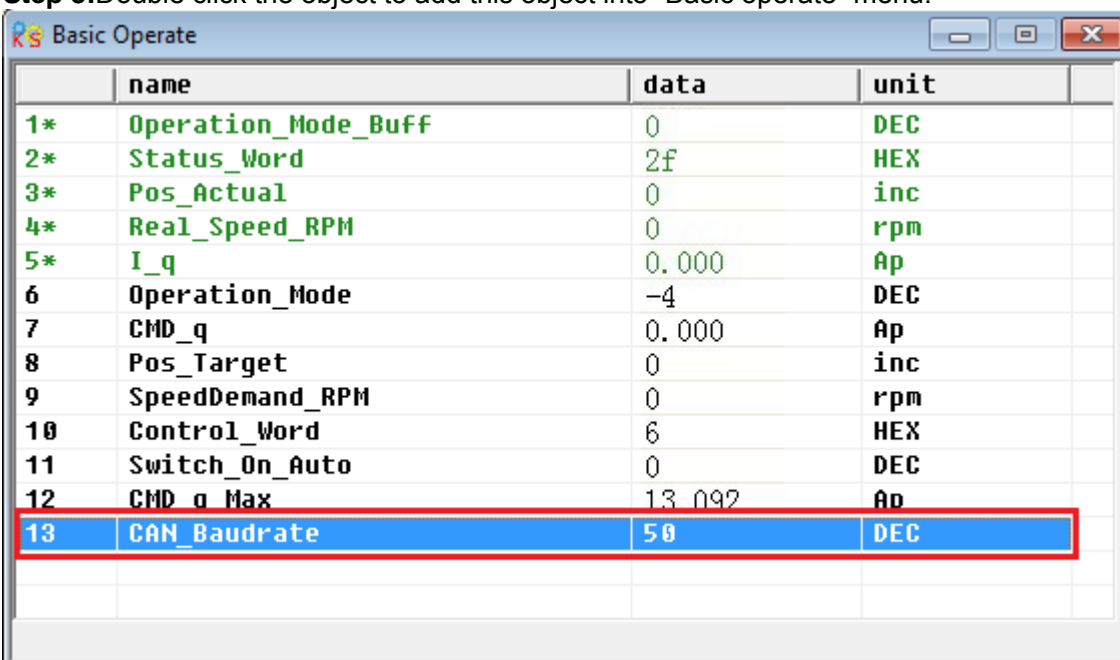 Step 3.Double click the object to add this object into "Basic operate" menu.
Basic Operate
name data unit
1* Operation_Mode_Buff 0 DEC
2* Status_Word 2f HEX
3* Pos_Actual 0 inc
4* Real_Speed_RPM 0 rpm
5* I_q 0.000 Ap
6 Operation_Mode -4 DEC
7 CMD_q 0.000 Ap
8 Pos_Target 0 inc
9 SpeedDemand_RPM 0 rpm
10 Control_Word 6 HEX
11 Switch_On_Auto 0 DEC
12 CMD_q_Max 13.092 Ap
13 CAN_Baudrate 50 DEC